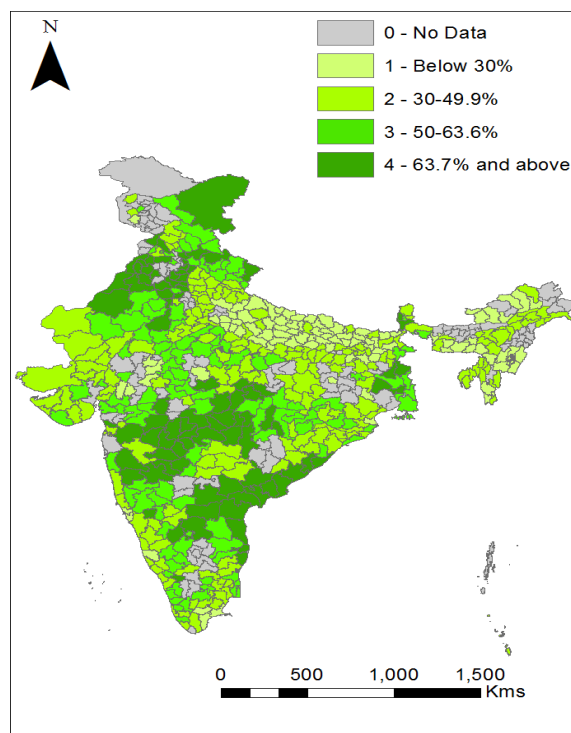 N
0 - No Data
1 - Below 30%
2 - 30-49.9%
3 - 50-63.6%
4 - 63.7% and above
0 500 1,000 1,500
Kms